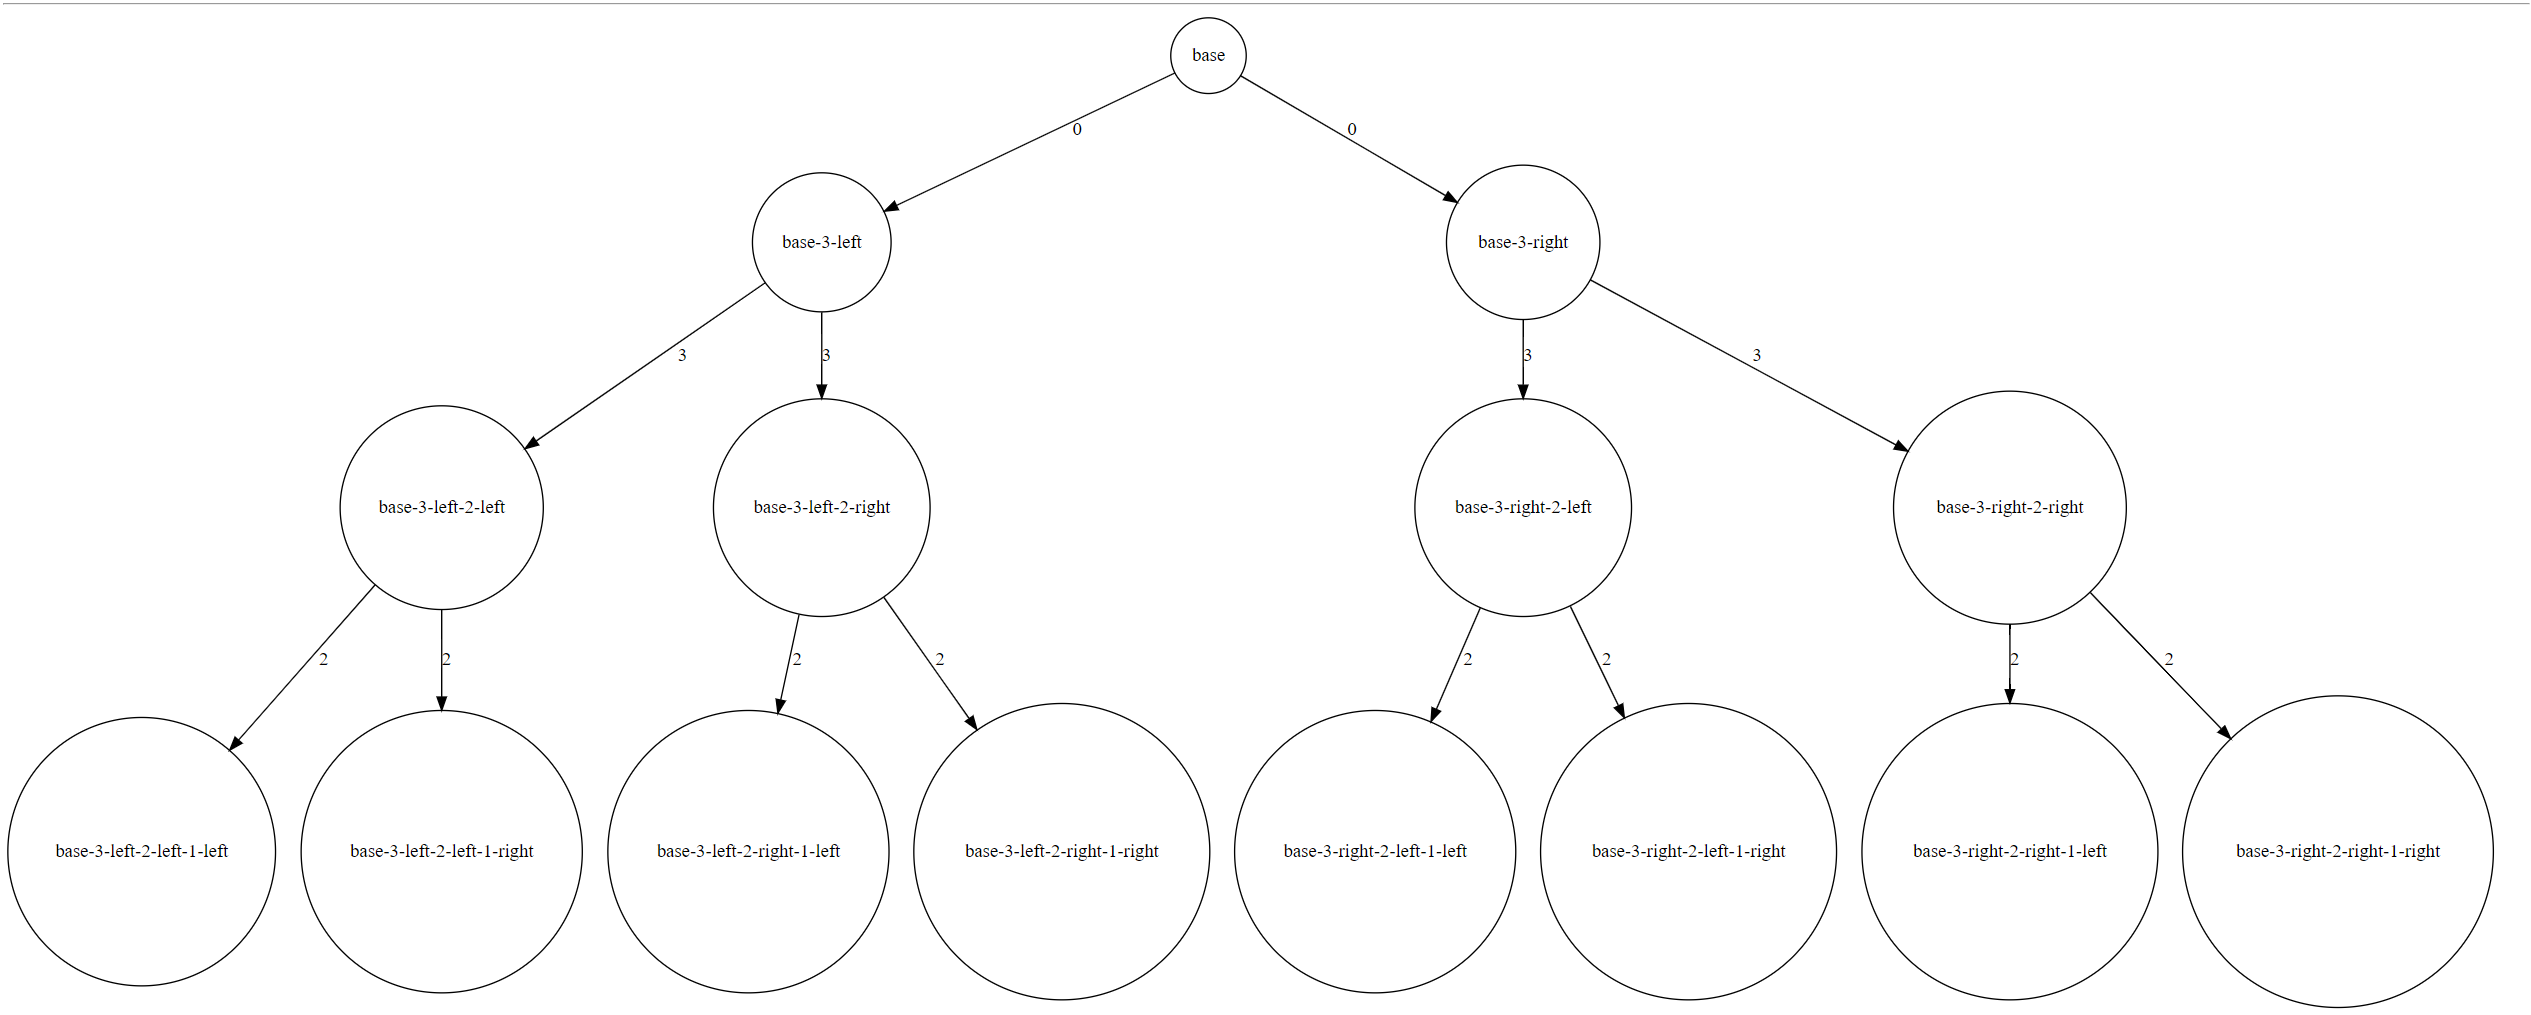 base
0
0
base-3-left
base-3-right
3
3
3
3
base-3-left-2-left
base-3-left-2-right
base-3-right-2-left
base-3-right-2-right
2
2
2
2
2
2
2
2
base-3-left-2-left-1-left
base-3-left-2-left-1-right
base-3-left-2-right-1-left
base-3-left-2-right-1-right
base-3-right-2-left-1-left
base-3-right-2-left-1-right
base-3-right-2-right-1-left
base-3-right-2-right-1-right